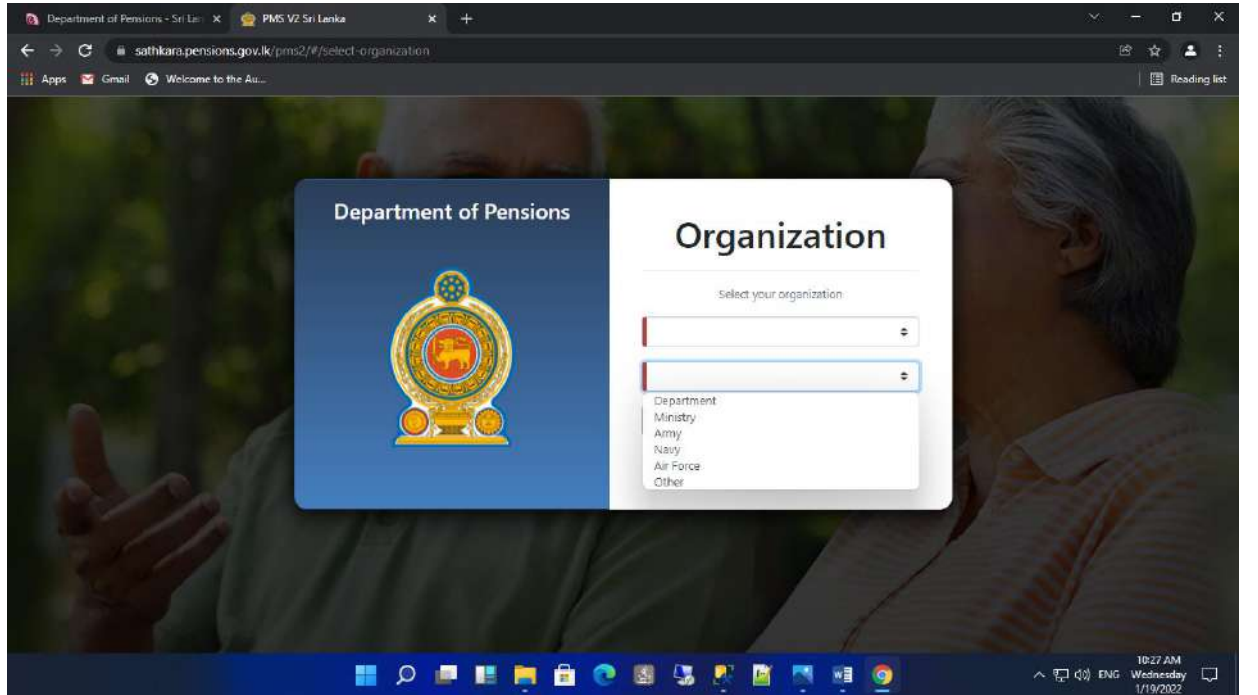 Department of Pensions - Sri Lan
PMS V2 Sri Lanka
sathkara.pensions.gov.lk/pms2/#/select-organization
Apps Gmail Welcome to the Au... Reading list
Department of Pensions
Organization
Select your organization
Department
Ministry
Army
Navy
Air Force
Other
10:27 AM
ENG Wednesday
1/19/2022